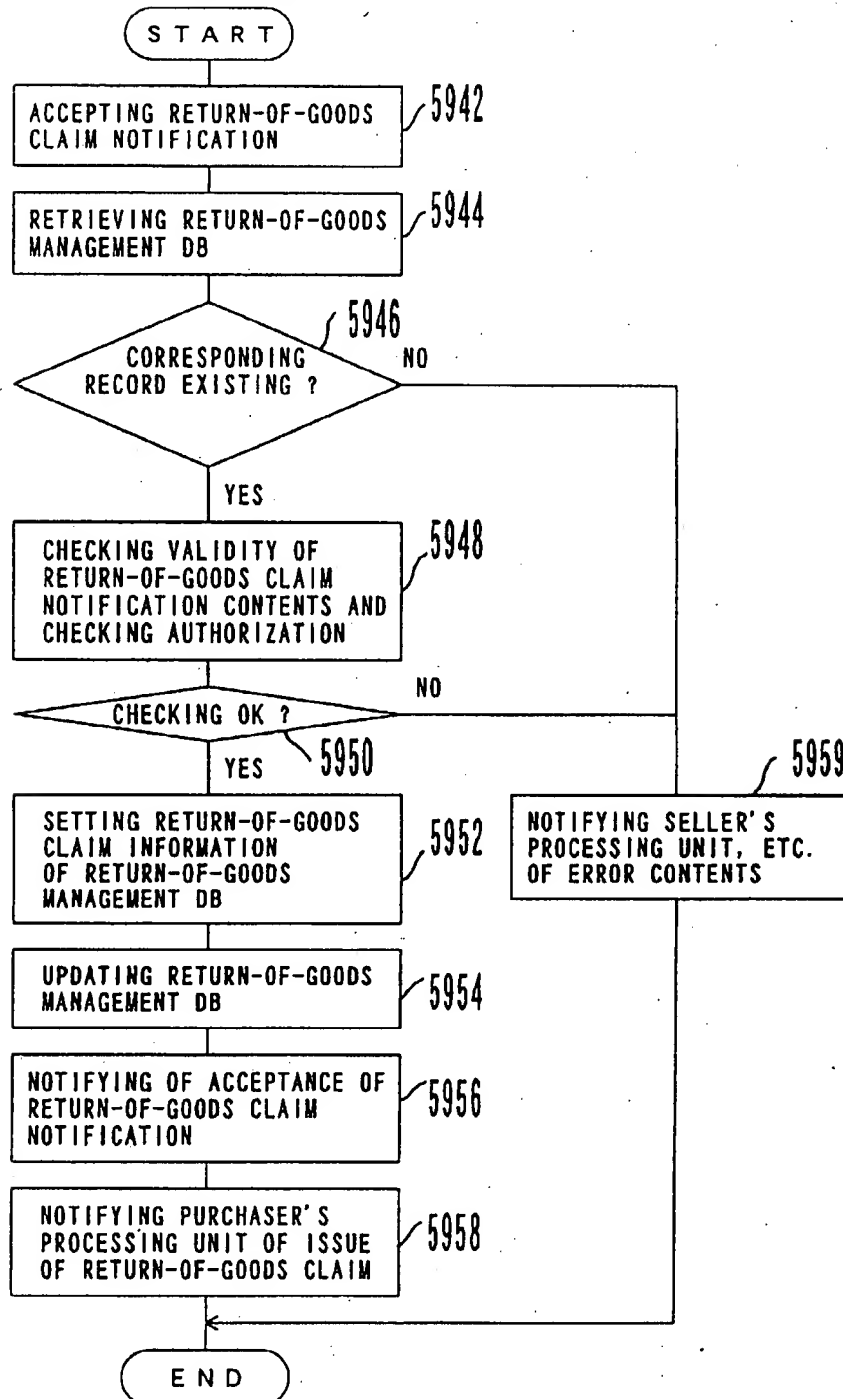 START
ACCEPTING RETURN-OF-GOODS
CLAIM NOTIFICATION
5942
RETRIEVING RETURN-OF-GOODS
MANAGEMENT DB
5944
5946
CORRESPONDING
RECORD EXISTING ?
NO
YES
CHECKING VALIDITY OF
RETURN-OF-GOODS CLAIM
NOTIFICATION CONTENTS AND
CHECKING AUTHORIZATION
5948
NO
CHECKING OK ?
5950
YES
SETTING RETURN-OF-GOODS
CLAIM INFORMATION
OF RETURN-OF-GOODS
MANAGEMENT DB
5952
5959
NOTIFYING SELLER'S
PROCESSING UNIT, ETC.
OF ERROR CONTENTS
UPDATING RETURN-OF-GOODS
MANAGEMENT DB
5954
NOTIFYING OF ACCEPTANCE OF
RETURN-OF-GOODS CLAIM
NOTIFICATION
5956
NOTIFYING PURCHASER'S
PROCESSING UNIT OF ISSUE
OF RETURN-OF-GOODS CLAIM
5958
END